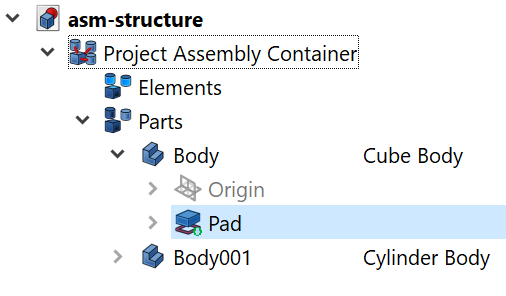 asm-structure
Project Assembly Container
Elements
Parts
Body Cube Body
Origin
Pad
Body001 Cylinder Body